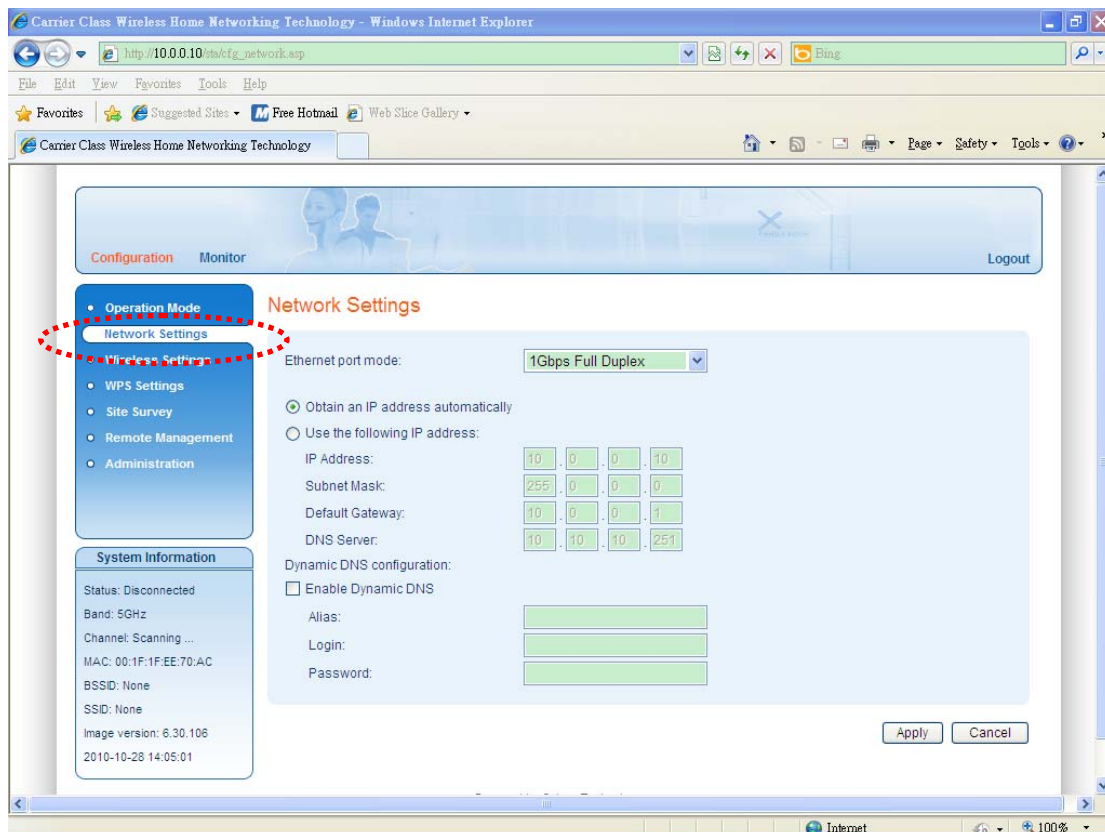 Carrier Class Wireless Home Networking Technology - Windows Internet Explorer
http://10.0.0.10/sta/cfg_network.asp
Bing
File Edit View Favorites Tools Help
Favorites Suggested Sites Free Hotmail Web Slice Gallery
Carrier Class Wireless Home Networking Technology
Page Safety Tools
Configuration Monitor Logout
Operation Mode
Network Settings
Wireless Settings
WPS Settings
Site Survey
Remote Management
Administration
System Information
Status: Disconnected
Band: 5GHz
Channel: Scanning ...
MAC: 00:1F:1F:EE:70:AC
BSSID: None
SSID: None
Image version: 6.30.106
2010-10-28 14:05:01
Network Settings
Ethernet port mode: 1Gbps Full Duplex
Obtain an IP address automatically
Use the following IP address:
IP Address: 10 . 0 . 0 . 10
Subnet Mask: 255 . 0 . 0 . 0
Default Gateway: 10 . 0 . 0 . 1
DNS Server: 10 . 10 . 10 . 251
Dynamic DNS configuration:
Enable Dynamic DNS
Alias:
Login:
Password:
Apply Cancel
Internet 100%